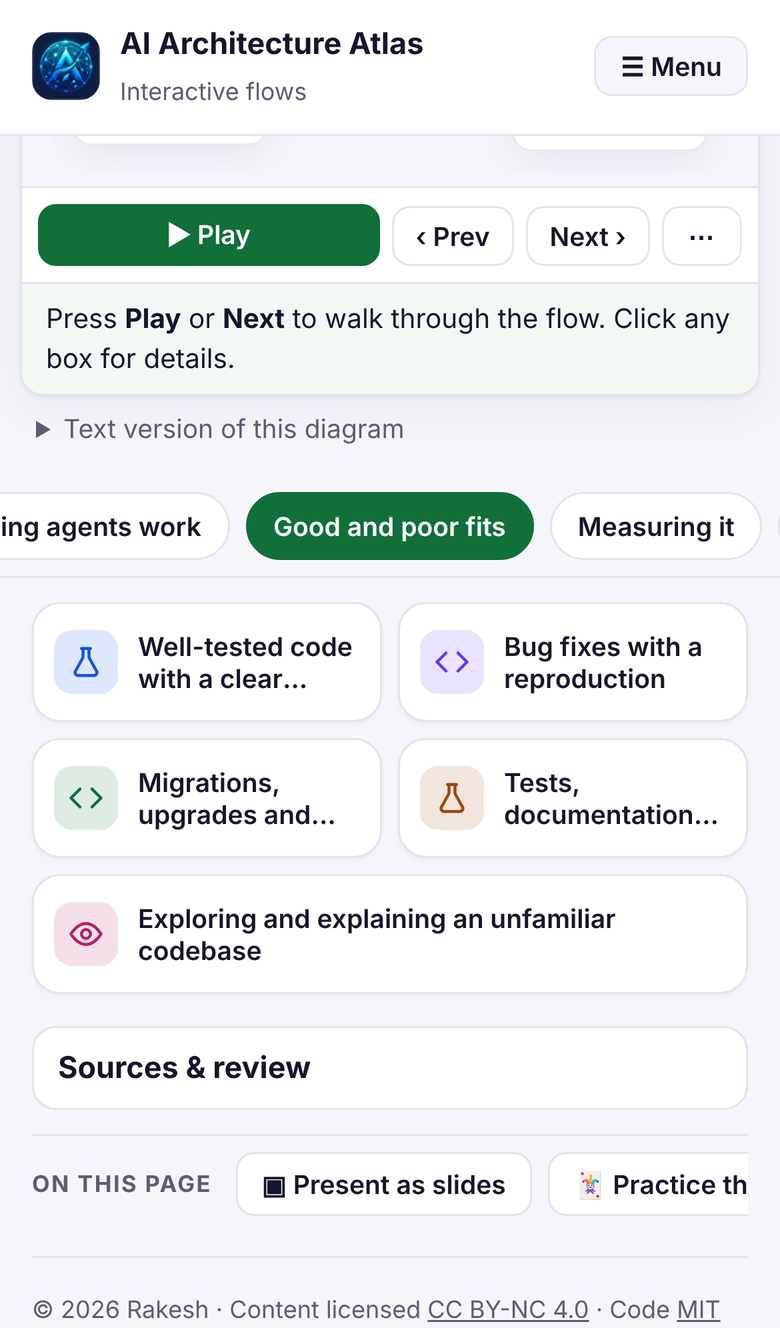 AI Architecture Atlas
Interactive flows
☰ Menu
▶ Play
‹ Prev
Next ›
···
Press Play or Next to walk through the flow. Click any
box for details.
▶ Text version of this diagram
ing agents work
Good and poor fits
Measuring it
Well-tested code
with a clear...
Bug fixes with a
reproduction
Migrations,
upgrades and...
Tests,
documentation...
Exploring and explaining an unfamiliar
codebase
Sources & review
ON THIS PAGE
▣ Present as slides
🃏 Practice th
© 2026 Rakesh · Content licensed CC BY-NC 4.0 · Code MIT